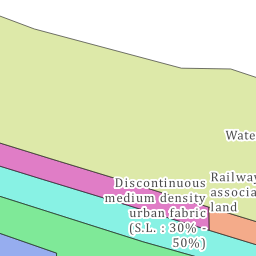 Wate
Discontinuous
medium density
urban fabric
(S.L. : 30% -
50%)
Railway
associa
land